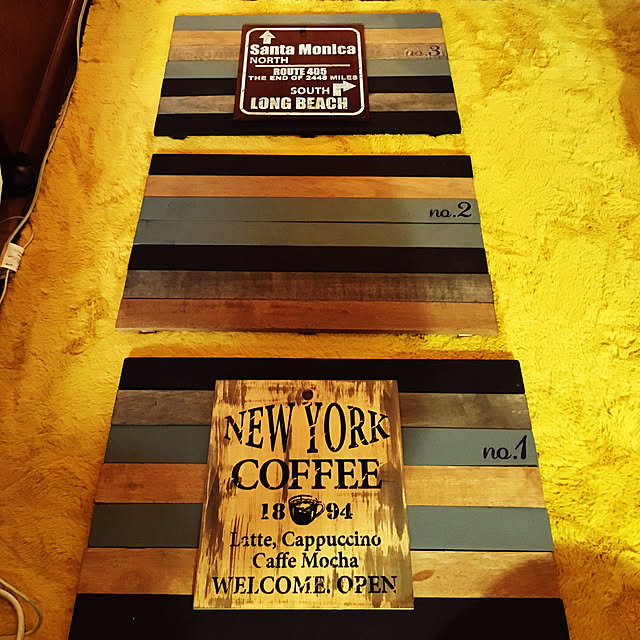 Santa Monica
NORTH
ROUTE 405
THE END OF 2448 MILES
SOUTH
LONG BEACH
no.3
no.2
no.1
NEW YORK
COFFEE
18 94
Latte, Cappuccino
Caffe Mocha
WELCOME. OPEN